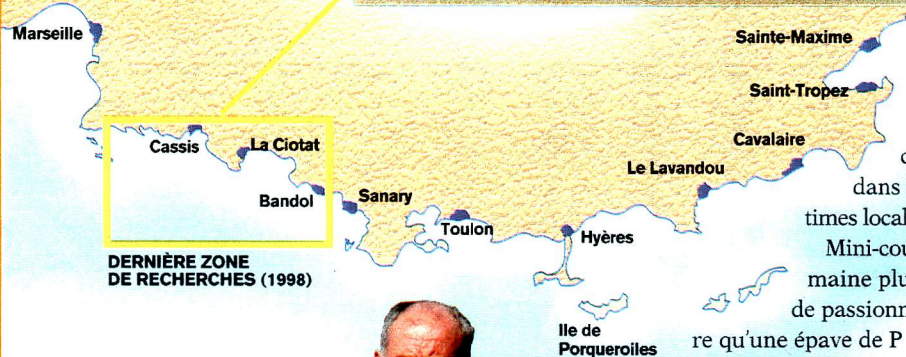 Marseille
Sainte-Maxime
Saint-Tropez
Cassis
La Ciotat
Cavalaire
Le Lavandou
Bandol
Sanary
Toulon
Hyères
DERNIÈRE ZONE
DE RECHERCHES (1998)
Ile de
Porqueroiles
dans
times local
Mini-cou
maine plu
de passionn
re qu'une épave de P